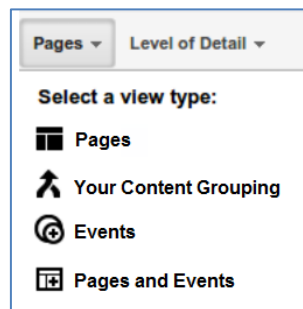 Pages Level of Detail
Select a view type:
Pages
Your Content Grouping
Events
Pages and Events